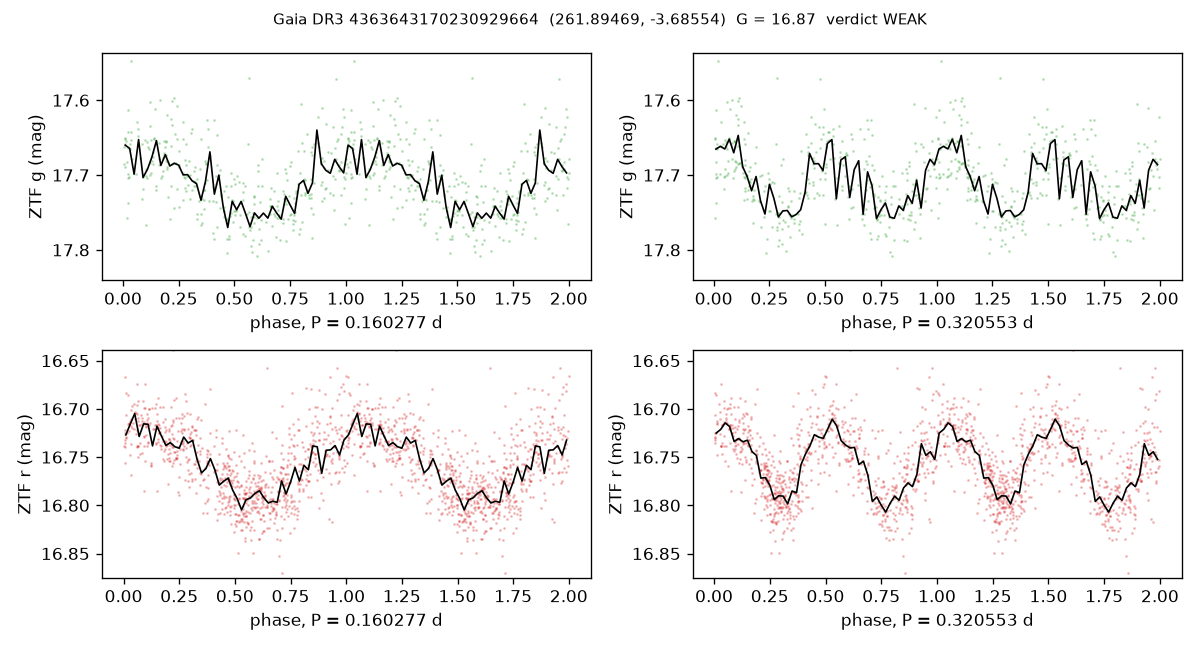 Gaia DR3 4363643170230929664 (261.89469, -3.68554) G = 16.87 verdict WEAK
ZTF g (mag)
17.6
17.7
17.8
0.00 0.25 0.50 0.75 1.00 1.25 1.50 1.75 2.00
phase, P = 0.160277 d
ZTF g (mag)
17.6
17.7
17.8
0.00 0.25 0.50 0.75 1.00 1.25 1.50 1.75 2.00
phase, P = 0.320553 d
ZTF r (mag)
16.65
16.70
16.75
16.80
16.85
0.00 0.25 0.50 0.75 1.00 1.25 1.50 1.75 2.00
phase, P = 0.160277 d
ZTF r (mag)
16.65
16.70
16.75
16.80
16.85
0.00 0.25 0.50 0.75 1.00 1.25 1.50 1.75 2.00
phase, P = 0.320553 d